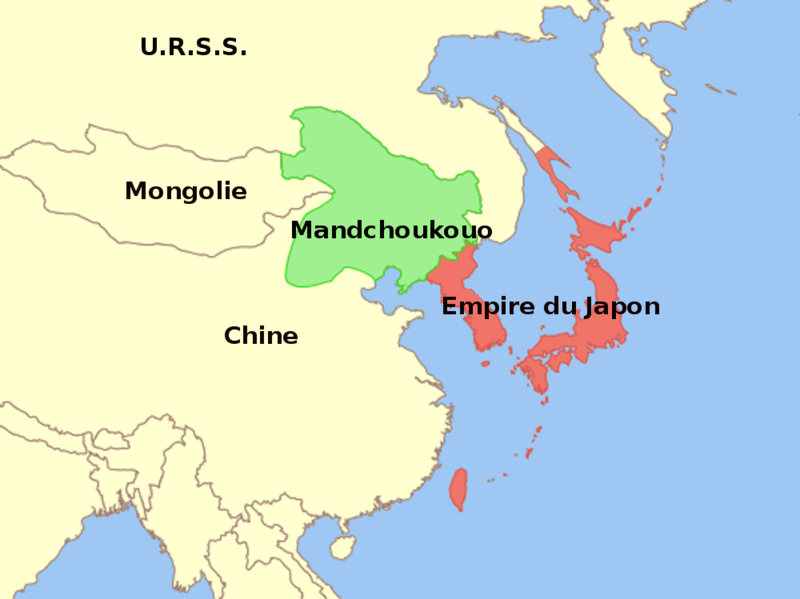 U.R.S.S.
Mongolie
Mandchoukouo
Empire du Japon
Chine